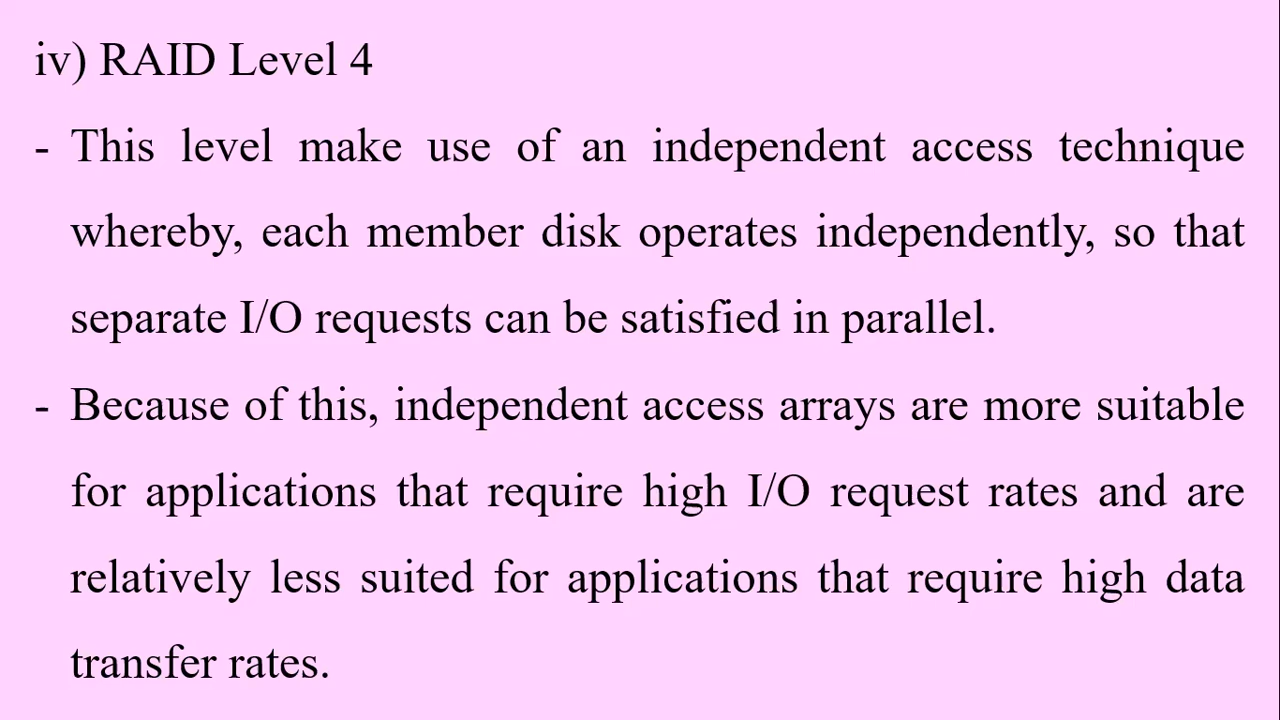 iv) RAID Level 4
- This level make use of an independent access technique
whereby, each member disk operates independently, so that
separate I/O requests can be satisfied in parallel.
- Because of this, independent access arrays are more suitable
for applications that require high I/O request rates and are
relatively less suited for applications that require high data
transfer rates.